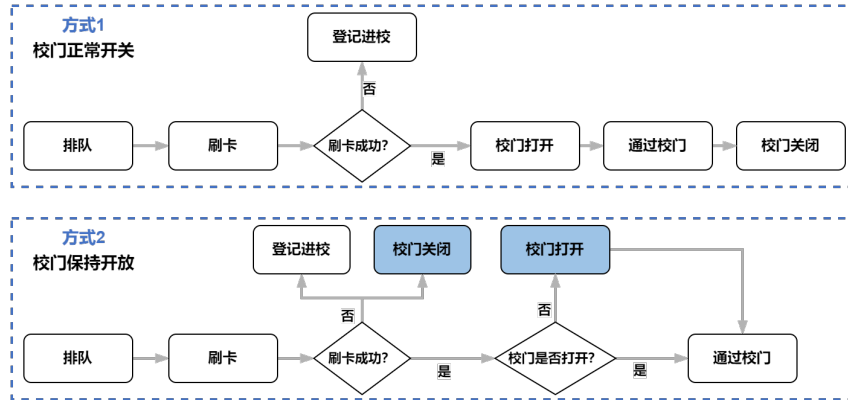 方式1
校门正常开关
登记进校
否
排队
刷卡
刷卡成功?
是
校门打开
通过校门
校门关闭
方式2
校门保持开放
登记进校
校门关闭
校门打开
否
否
排队
刷卡
刷卡成功?
是
校门是否打开?
是
通过校门